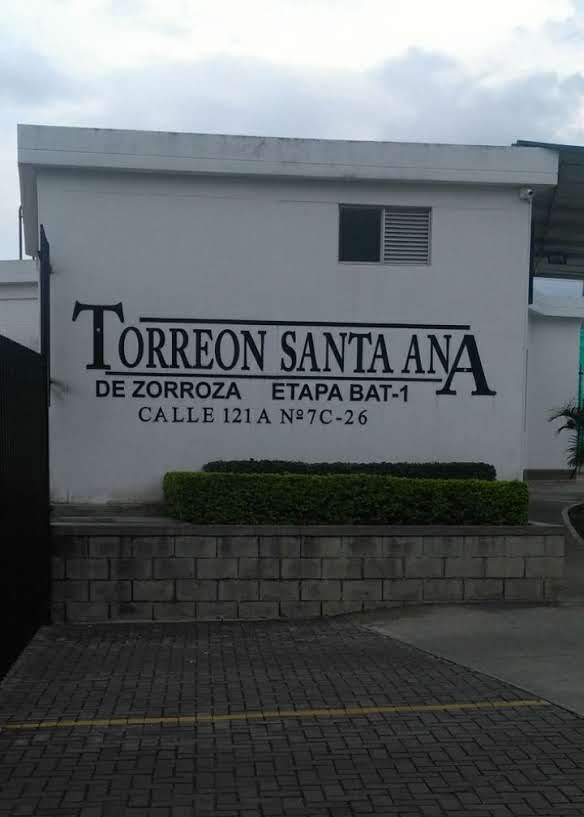 TORREON SANTA ANA
DE ZORROZA ETAPA BAT-1
CALLE 121A Nº7C-26